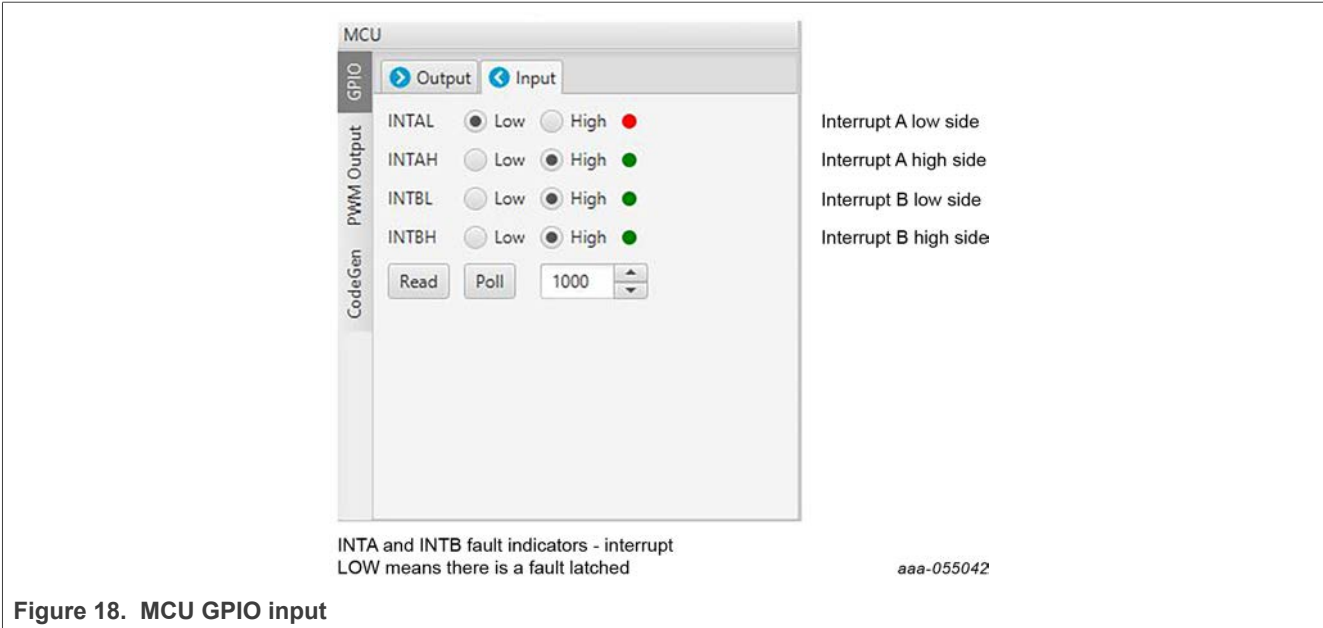 MCU
GPIO
PWM Output
CodeGen
Output Input
INTAL Low High Interrupt A low side
INTAH Low High Interrupt A high side
INTBL Low High Interrupt B low side
INTBH Low High Interrupt B high side
Read Poll 1000
INTA and INTB fault indicators - interrupt
LOW means there is a fault latched
aaa-055042
Figure 18. MCU GPIO input